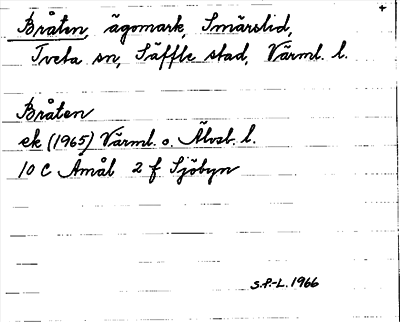 Bråten, ägomark, Smärslid,
Tveta sn, Säffle stad, Värml. l.
Bråten
ek (1965) Värml. o. Älvsb. l.
10 C Åmål 2 f Sjöbyn
S.P.-L. 1966